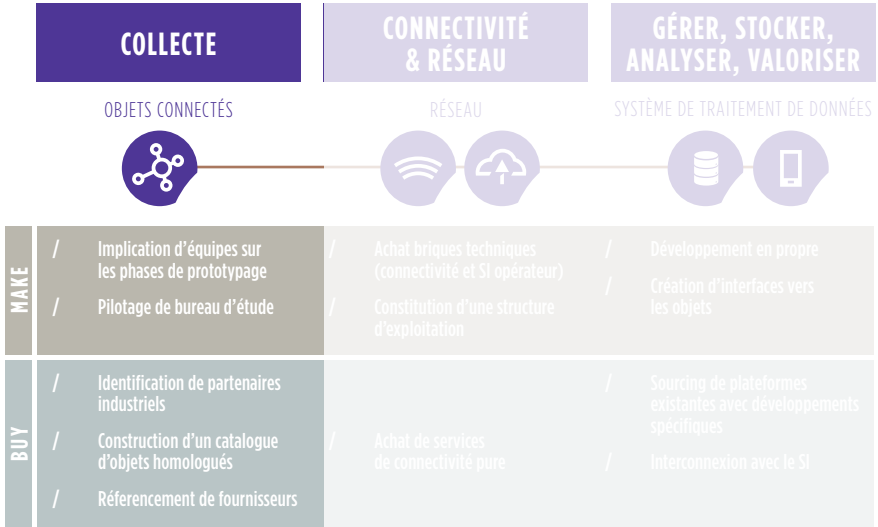 COLLECTE
CONNECTIVITÉ
& RÉSEAU
GÉRER, STOCKER,
ANALYSER, VALORISER
OBJETS CONNECTÉS
RÉSEAU
SYSTÈME DE TRAITEMENT DE DONNÉES
MAKE
/ Implication d'équipes sur
les phases de prototypage
/ Pilotage de bureau d'étude
/ Achat briques techniques
(connectivité et SI opérateur)
/ Constitution d'une structure
d'exploitation
/ Développement en propre
/ Création d'interfaces vers
les objets
BUY
/ Identification de partenaires
industriels
/ Construction d'un catalogue
d'objets homologués
/ Réferencement de fournisseurs
/ Achat de services
de connectivité pure
/ Sourcing de plateformes
existantes avec développements
spécifiques
/ Interconnexion avec le SI